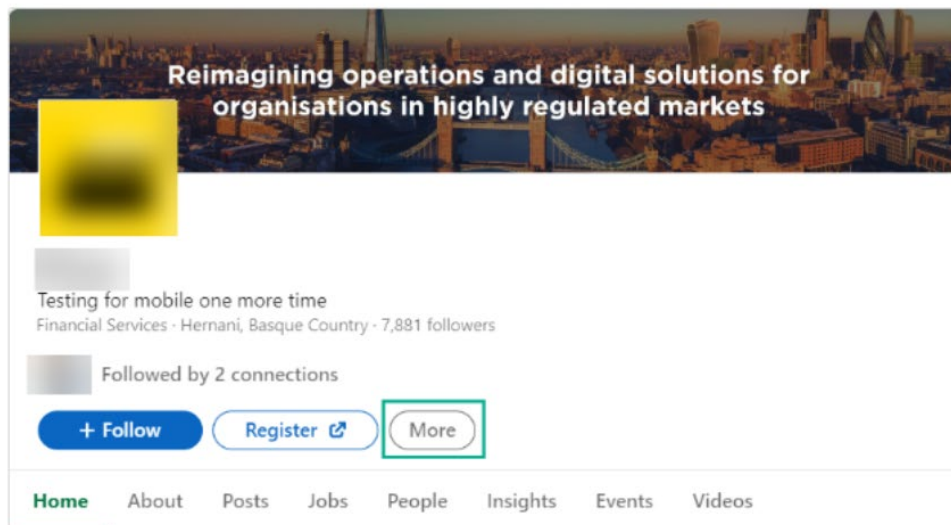 Reimagining operations and digital solutions for
organisations in highly regulated markets
Testing for mobile one more time
Financial Services · Hernani, Basque Country · 7,881 followers
Followed by 2 connections
+ Follow Register More
Home About Posts Jobs People Insights Events Videos